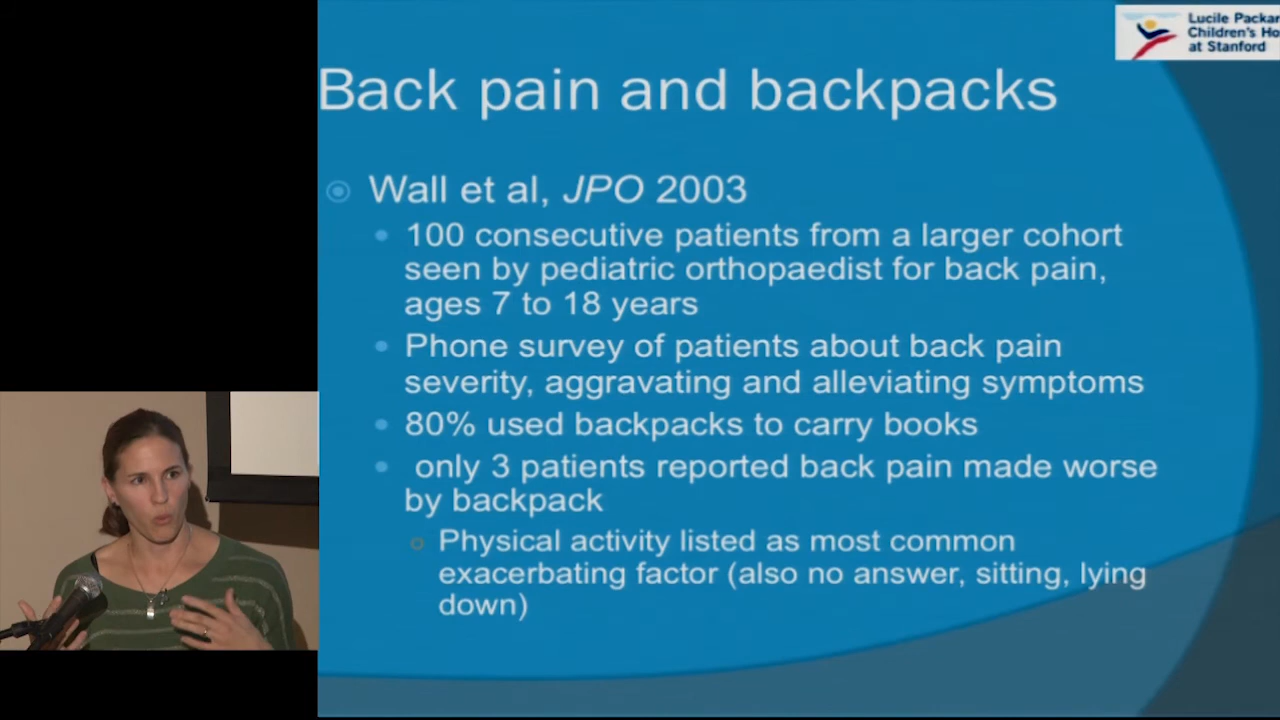 Lucile Packar
Children's Ho
at Stanford
Back pain and backpacks
Wall et al, JPO 2003
100 consecutive patients from a larger cohort
seen by pediatric orthopaedist for back pain,
ages 7 to 18 years
Phone survey of patients about back pain
severity, aggravating and alleviating symptoms
80% used backpacks to carry books
only 3 patients reported back pain made worse
by backpack
Physical activity listed as most common
exacerbating factor (also no answer, sitting, lying
down)